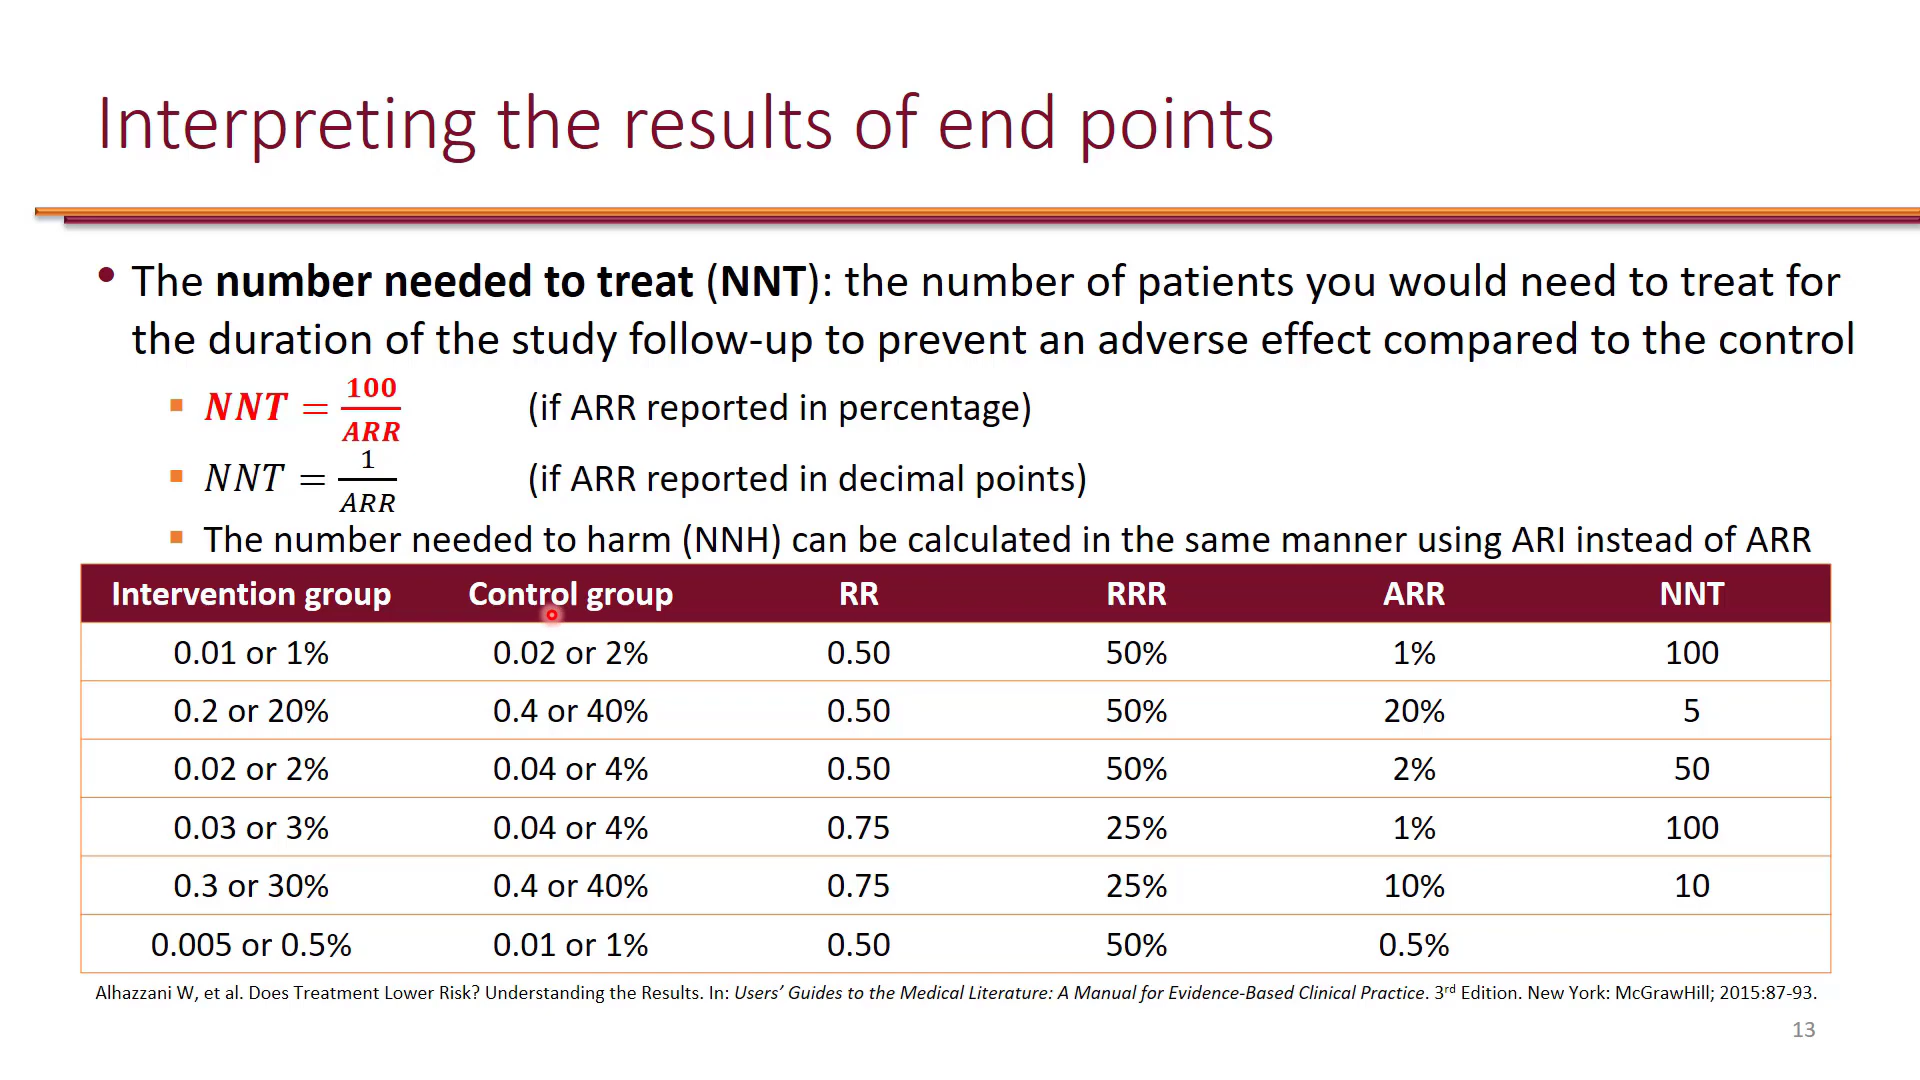 Interpreting the results of end points
• The number needed to treat (NNT): the number of patients you would need to treat for
the duration of the study follow-up to prevent an adverse effect compared to the control
▪ NNT = 100/ARR (if ARR reported in percentage)
▪ NNT = 1/ARR (if ARR reported in decimal points)
▪ The number needed to harm (NNH) can be calculated in the same manner using ARI instead of ARR
Intervention group Control group RR RRR ARR NNT
0.01 or 1% 0.02 or 2% 0.50 50% 1% 100
0.2 or 20% 0.4 or 40% 0.50 50% 20% 5
0.02 or 2% 0.04 or 4% 0.50 50% 2% 50
0.03 or 3% 0.04 or 4% 0.75 25% 1% 100
0.3 or 30% 0.4 or 40% 0.75 25% 10% 10
0.005 or 0.5% 0.01 or 1% 0.50 50% 0.5%
Alhazzani W, et al. Does Treatment Lower Risk? Understanding the Results. In: Users’ Guides to the Medical Literature: A Manual for Evidence-Based Clinical Practice. 3rd Edition. New York: McGrawHill; 2015:87-93.
13